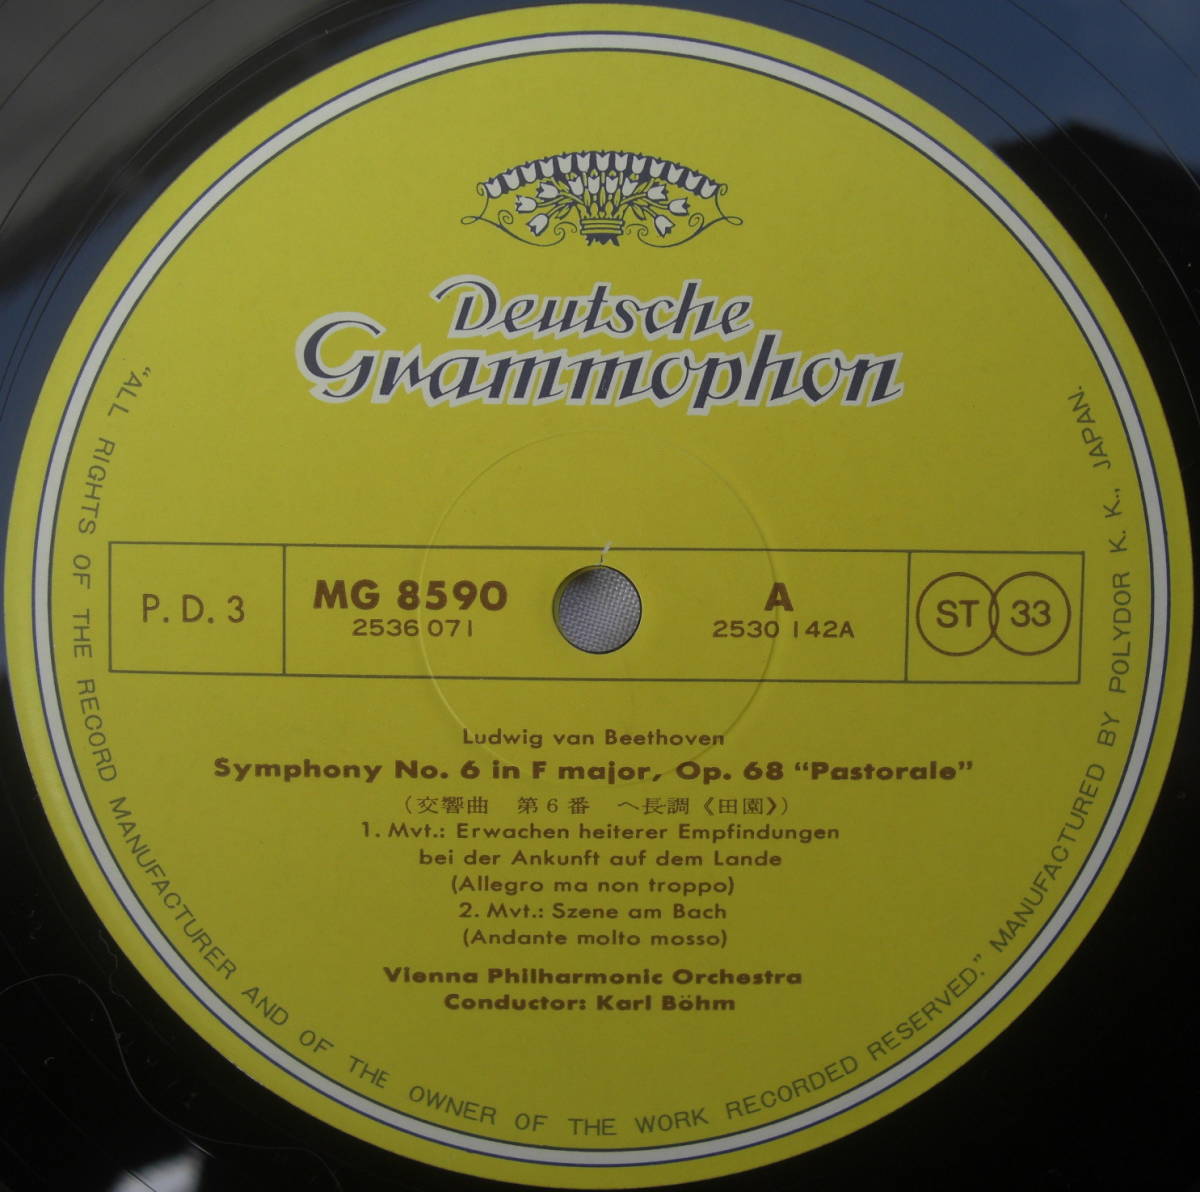 Deutsche
Grammophon
P. D. 3
MG 8590
2536 071
A
2530 142A
ST 33
Ludwig van Beethoven
Symphony No. 6 in F major, Op. 68 “Pastorale”
(交響曲　第6番　ヘ長調《田園》)
1. Mvt.: Erwachen heiterer Empfindungen
bei der Ankunft auf dem Lande
(Allegro ma non troppo)
2. Mvt.: Szene am Bach
(Andante molto mosso)
Vienna Philharmonic Orchestra
Conductor: Karl Böhm
“ALL RIGHTS OF THE RECORD MANUFACTURER AND OF THE OWNER OF THE WORK RECORDED RESERVED.” MANUFACTURED BY POLYDOR K. K., JAPAN.